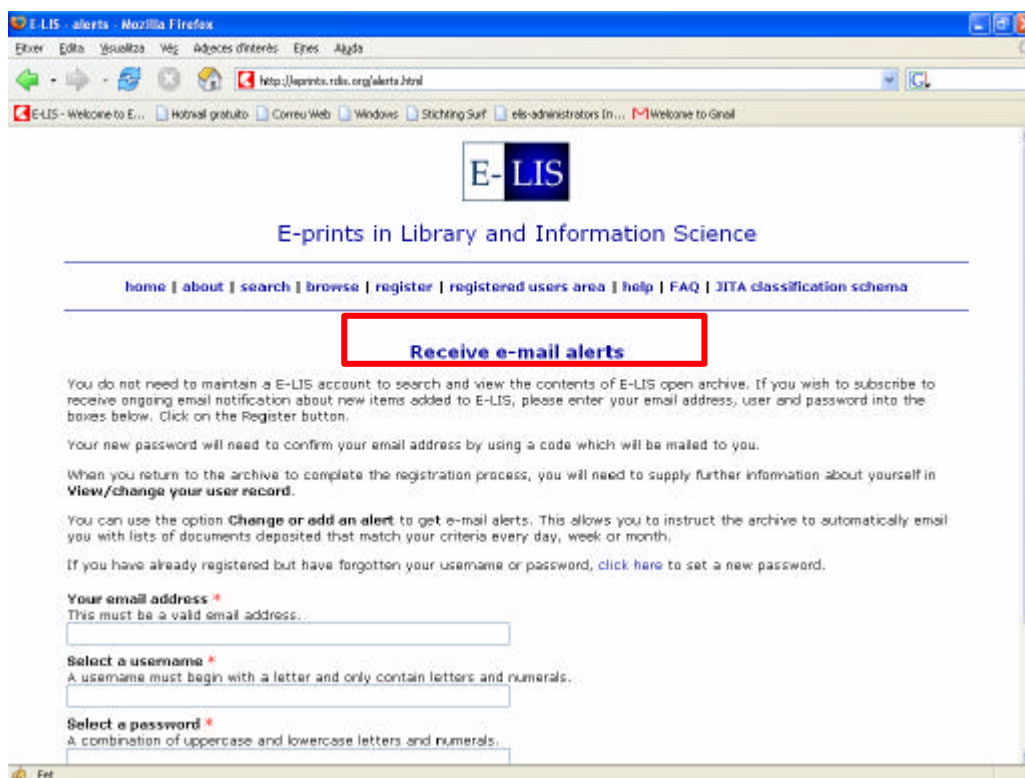 E-LIS - alerts - Mozilla Firefox
Fitxer Edita Visualitza Vés Adreces d'interès Eines Ajuda
http://eprints.rclis.org/alerts.html
E-LIS - Welcome to E... Hotmail gratuito Correu Web Windows Stichting Surf elis-administrators In... Welcome to Gmail
E-LIS
E-prints in Library and Information Science
home | about | search | browse | register | registered users area | help | FAQ | JITA classification schema
Receive e-mail alerts
You do not need to maintain a E-LIS account to search and view the contents of E-LIS open archive. If you wish to subscribe to
receive ongoing email notification about new items added to E-LIS, please enter your email address, user and password into the
boxes below. Click on the Register button.
Your new password will need to confirm your email address by using a code which will be mailed to you.
When you return to the archive to complete the registration process, you will need to supply further information about yourself in
View/change your user record.
You can use the option Change or add an alert to get e-mail alerts. This allows you to instruct the archive to automatically email
you with lists of documents deposited that match your criteria every day, week or month.
If you have already registered but have forgotten your username or password, click here to set a new password.
Your email address *
This must be a valid email address.
Select a username *
A username must begin with a letter and only contain letters and numerals.
Select a password *
A combination of uppercase and lowercase letters and numerals.
Fet